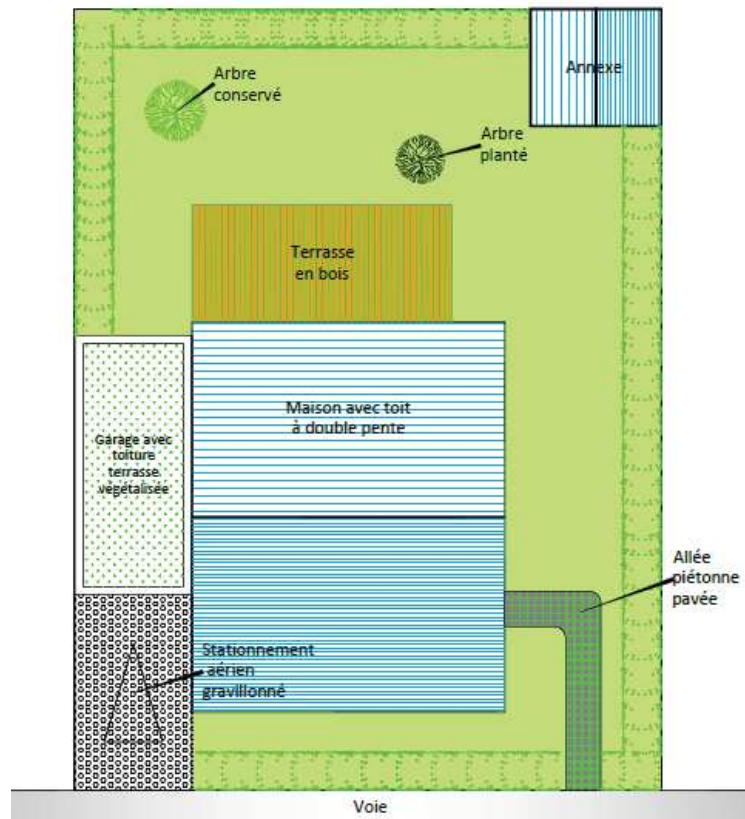 Arbre
conservé
Annexe
Arbre
planté
Terrasse
en bois
Maison avec toit
à double pente
Garage avec
toiture
terrasse
végétalisée
Allée
piétonne
pavée
Stationnement
aérien
gravillonné
Voie